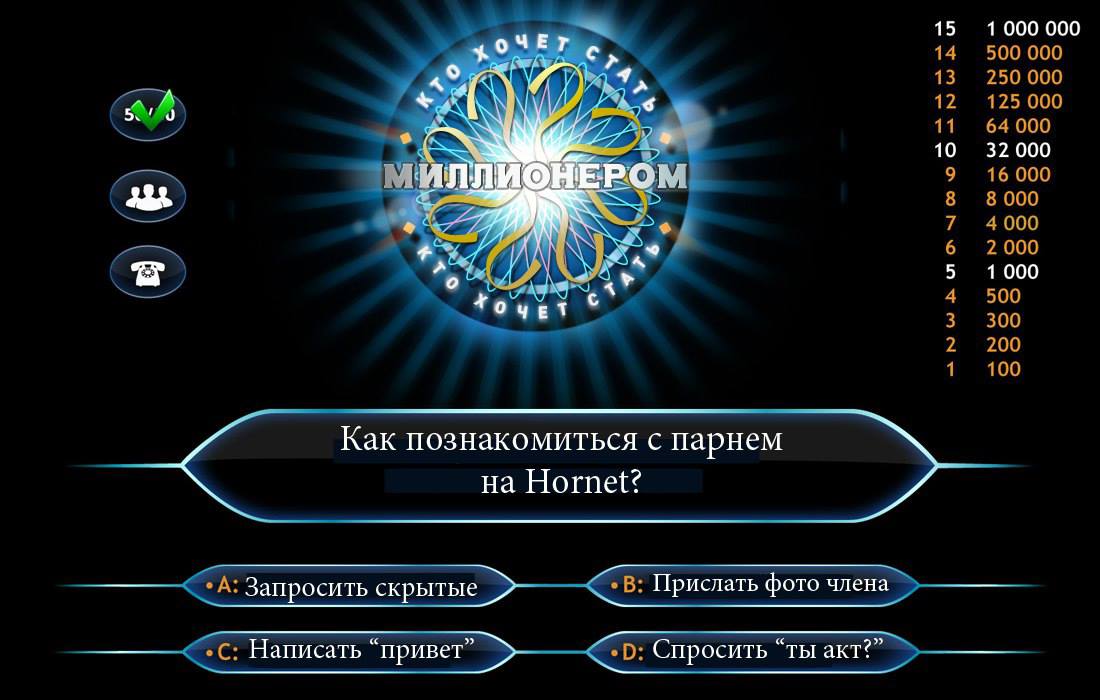 КТО ХОЧЕТ СТАТЬ
МИЛЛИОНЕРОМ
КТО ХОЧЕТ СТАТЬ
15 1 000 000
14 500 000
13 250 000
12 125 000
11 64 000
10 32 000
9 16 000
8 8 000
7 4 000
6 2 000
5 1 000
4 500
3 300
2 200
1 100
Как познакомиться с парнем
на Hornet?
A: Запросить скрытые
B: Прислать фото члена
C: Написать “привет”
D: Спросить “ты акт?”